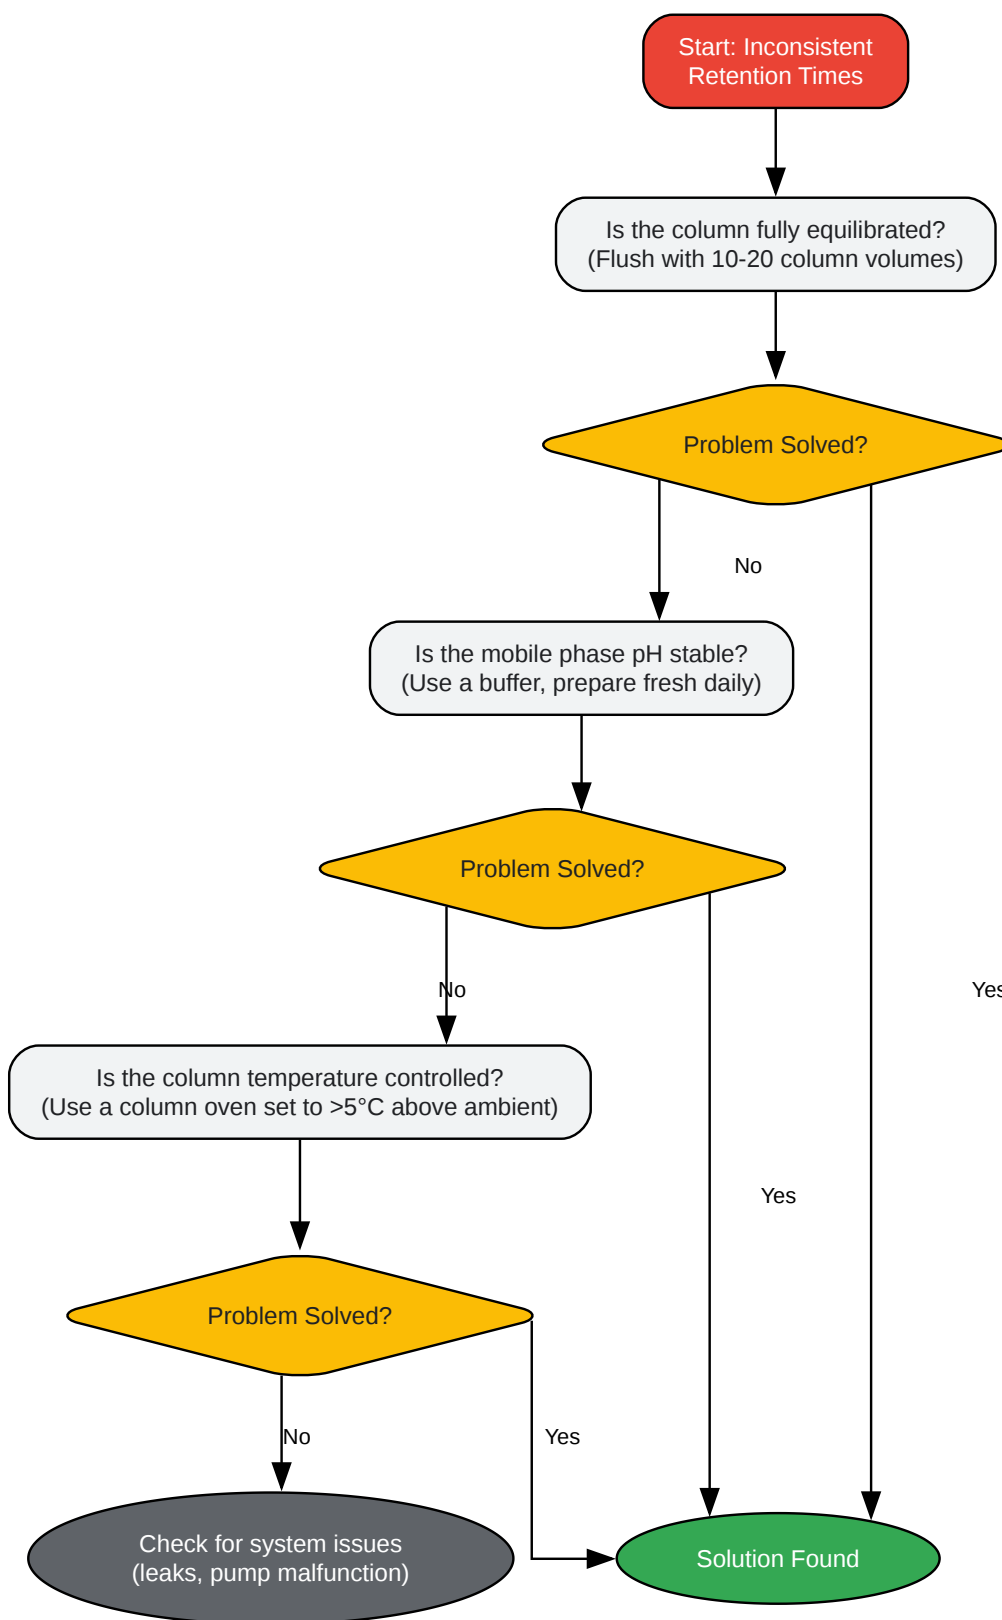 Start: Inconsistent
Retention Times
Is the column fully equilibrated?
(Flush with 10-20 column volumes)
Problem Solved?
No
Is the mobile phase pH stable?
(Use a buffer, prepare fresh daily)
Problem Solved?
No
Yes
Is the column temperature controlled?
(Use a column oven set to >5°C above ambient)
Yes
Problem Solved?
No
Yes
Check for system issues
(leaks, pump malfunction)
Solution Found